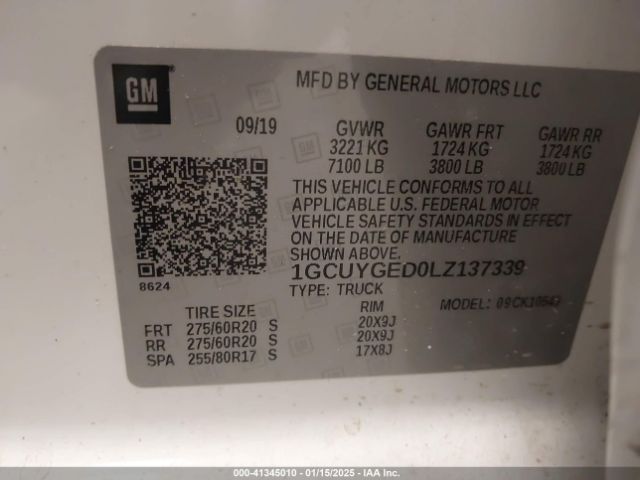 GM
MFD BY GENERAL MOTORS LLC
09/19
GVWR GAWR FRT GAWR RR
3221 KG 1724 KG 1724 KG
7100 LB 3800 LB 3800 LB
THIS VEHICLE CONFORMS TO ALL
APPLICABLE U.S. FEDERAL MOTOR
VEHICLE SAFETY STANDARDS IN EFFECT
ON THE DATE OF MANUFACTURE
SHOWN ABOVE.
1GCUYGED0LZ137339
8624
TYPE: TRUCK
MODEL:
TIRE SIZE RIM
FRT 275/60R20 S 20X9J
RR 275/60R20 S 20X9J
SPA 255/80R17 S 17X8J
000-41345010 - 01/15/2025 - IAA Inc.